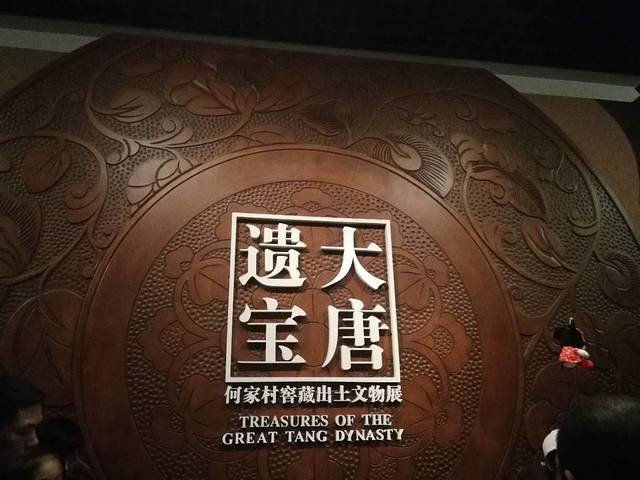 大唐
遗宝
何家村窖藏出土文物展
TREASURES OF THE
GREAT TANG DYNASTY